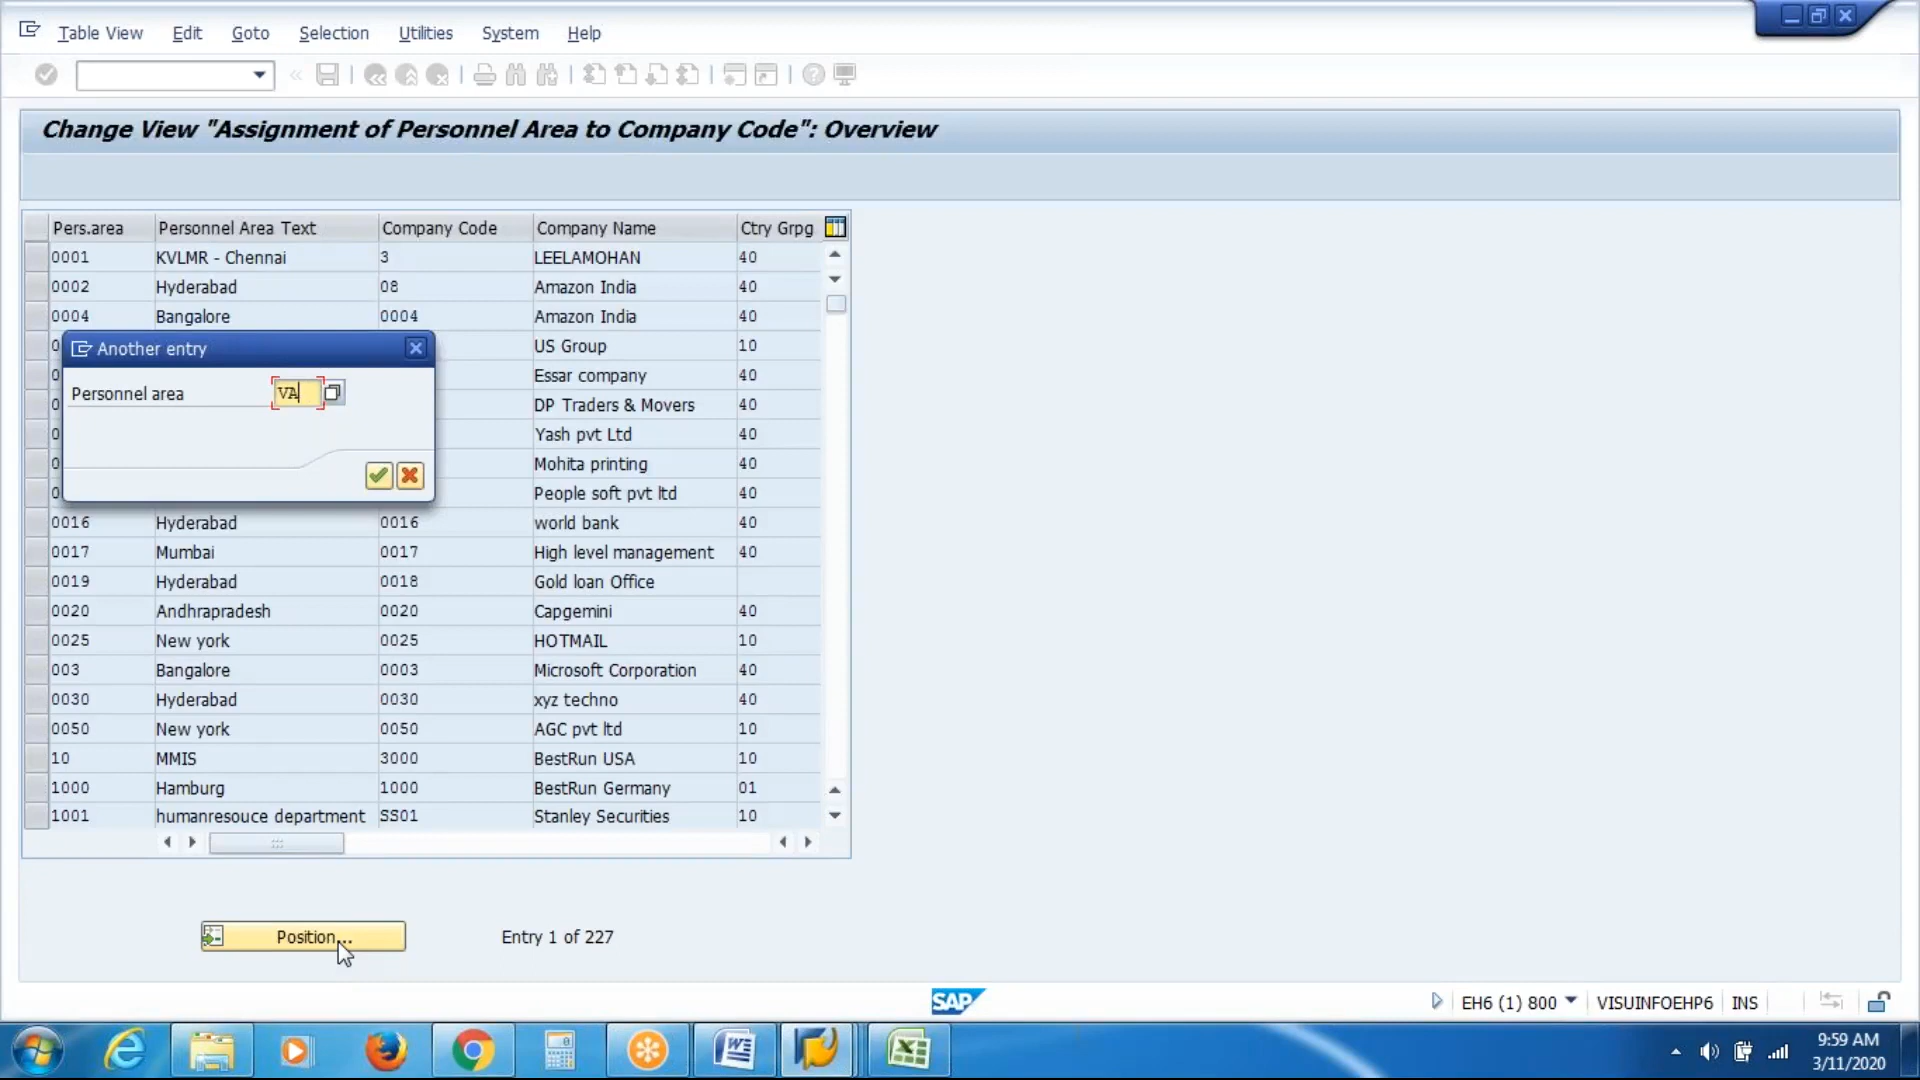 Table View Edit Goto Selection Utilities System Help
Change View "Assignment of Personnel Area to Company Code": Overview
Pers.area Personnel Area Text Company Code Company Name Ctry Grpg
0001 KVLMR - Chennai 3 LEELAMOHAN 40
0002 Hyderabad 08 Amazon India 40
0004 Bangalore 0004 Amazon India 40
0 US Group 10
Another entry
0 Essar company 40
Personnel area VA
0 DP Traders & Movers 40
0 Yash pvt Ltd 40
0 Mohita printing 40
0 People soft pvt ltd 40
0016 Hyderabad 0016 world bank 40
0017 Mumbai 0017 High level management 40
0019 Hyderabad 0018 Gold loan Office
0020 Andhrapradesh 0020 Capgemini 40
0025 New york 0025 HOTMAIL 10
003 Bangalore 0003 Microsoft Corporation 40
0030 Hyderabad 0030 xyz techno 40
0050 New york 0050 AGC pvt ltd 10
10 MMIS 3000 BestRun USA 10
1000 Hamburg 1000 BestRun Germany 01
1001 humanresouce department SS01 Stanley Securities 10
Position... Entry 1 of 227
SAP EH6 (1) 800 VISUINFOEHP6 INS
9:59 AM
3/11/2020